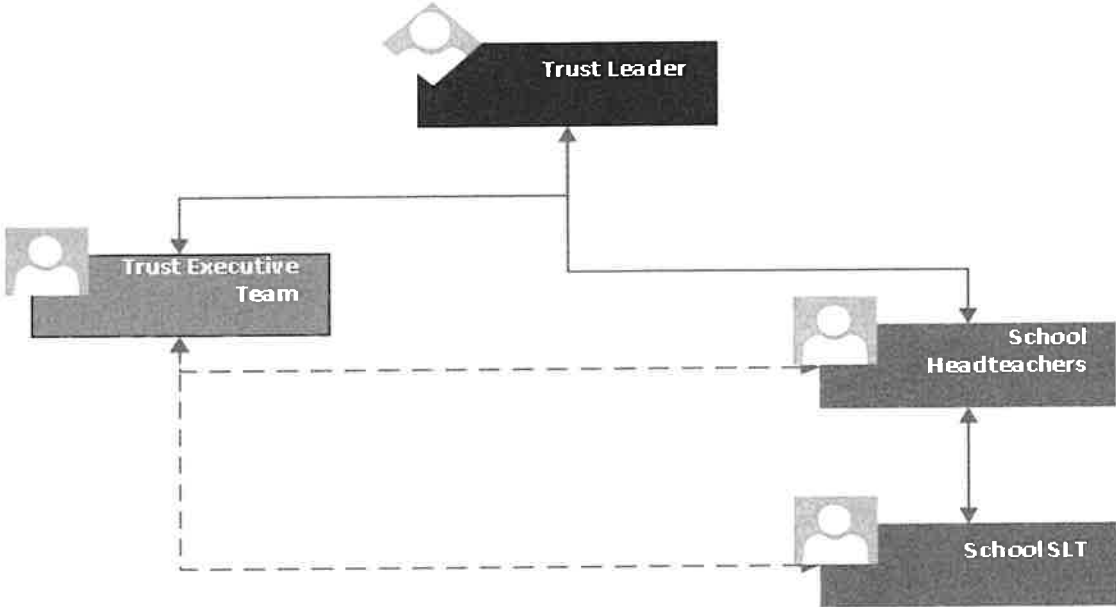 Trust Leader
Trust Executive
Team
School
Headteachers
School SLT